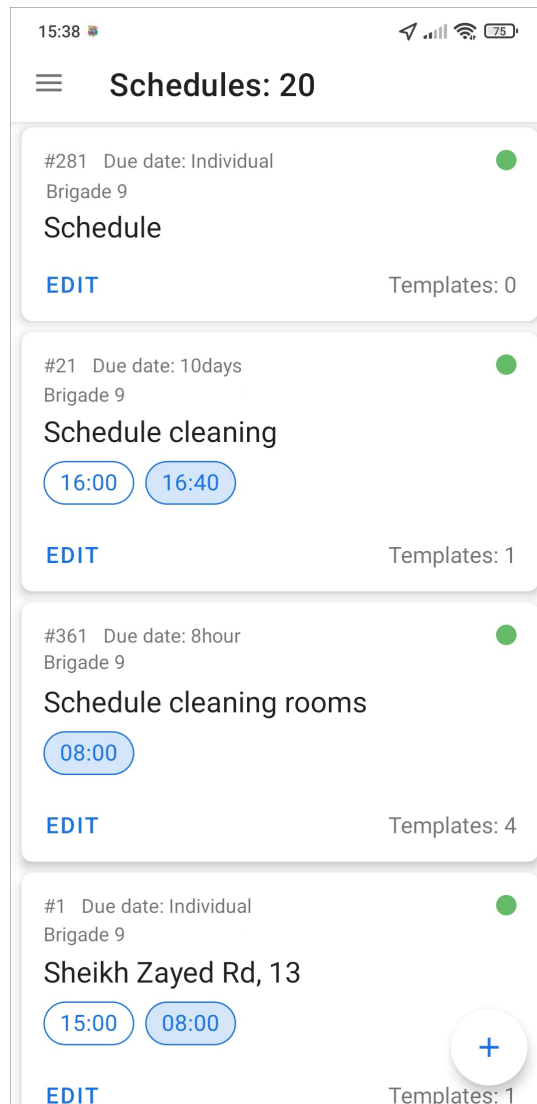 15:38 75
Schedules: 20
#281 Due date: Individual
Brigade 9
Schedule
EDIT Templates: 0
#21 Due date: 10days
Brigade 9
Schedule cleaning
16:00 16:40
EDIT Templates: 1
#361 Due date: 8hour
Brigade 9
Schedule cleaning rooms
08:00
EDIT Templates: 4
#1 Due date: Individual
Brigade 9
Sheikh Zayed Rd, 13
15:00 08:00
+
EDIT Templates: 1